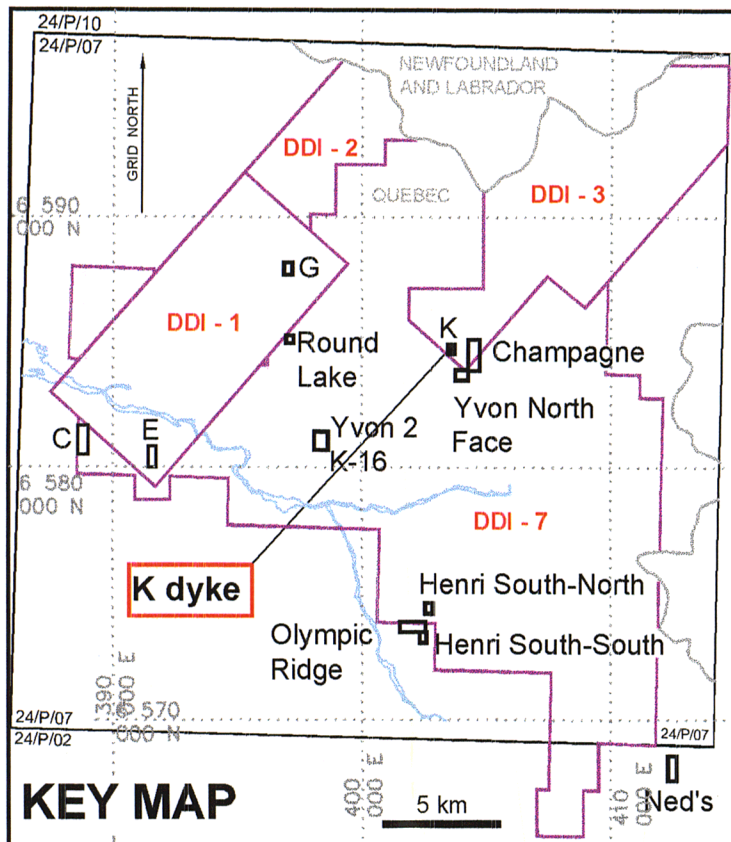 24/P/10
24/P/07
NEWFOUNDLAND
AND LABRADOR
GRID NORTH
DDI - 2
QUEBEC
DDI - 3
6 590
000 N
G
DDI - 1
K
Round
Lake
Champagne
Yvon North
Face
C
E
Yvon 2
K-16
6 580
000 N
DDI - 7
K dyke
Henri South-North
Olympic
Ridge
Henri South-South
390
000 E
6 570
000 N
24/P/07
24/P/02
24/P/07
KEY MAP
400
000 E
5 km
410
000 E
Ned's